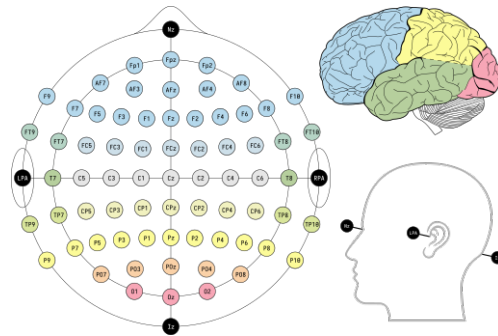 Nz
Fp1 Fpz Fp2
AF7 AF3 AFz AF4 AF8
F9 F7 F5 F3 F1 Fz F2 F4 F6 F8 F10
FT9 FT7 FC5 FC3 FC1 FCz FC2 FC4 FC6 FT8 FT10
LPA T7 C5 C3 C1 Cz C2 C4 C6 T8 RPA
TP9 TP7 CP5 CP3 CP1 CPz CP2 CP4 CP6 TP8 TP10
P9 P7 P5 P3 P1 Pz P2 P4 P6 P8 P10
PO7 PO3 POz PO4 PO8
O1 Oz O2
Iz
Nz
LPA